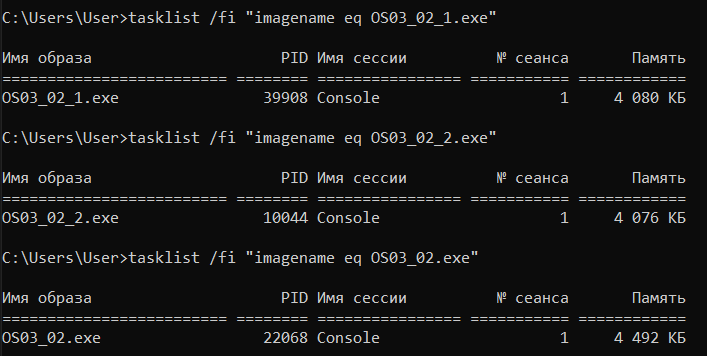 C:\Users\User>tasklist /fi "imagename eq OS03_02_1.exe"
Имя образа                     PID Имя сессии          № сеанса       Память
========================= ======== ================ =========== ============
OS03_02_1.exe                39908 Console                    1     4 080 КБ
C:\Users\User>tasklist /fi "imagename eq OS03_02_2.exe"
Имя образа                     PID Имя сессии          № сеанса       Память
========================= ======== ================ =========== ============
OS03_02_2.exe                10044 Console                    1     4 076 КБ
C:\Users\User>tasklist /fi "imagename eq OS03_02.exe"
Имя образа                     PID Имя сессии          № сеанса       Память
========================= ======== ================ =========== ============
OS03_02.exe                  22068 Console                    1     4 492 КБ